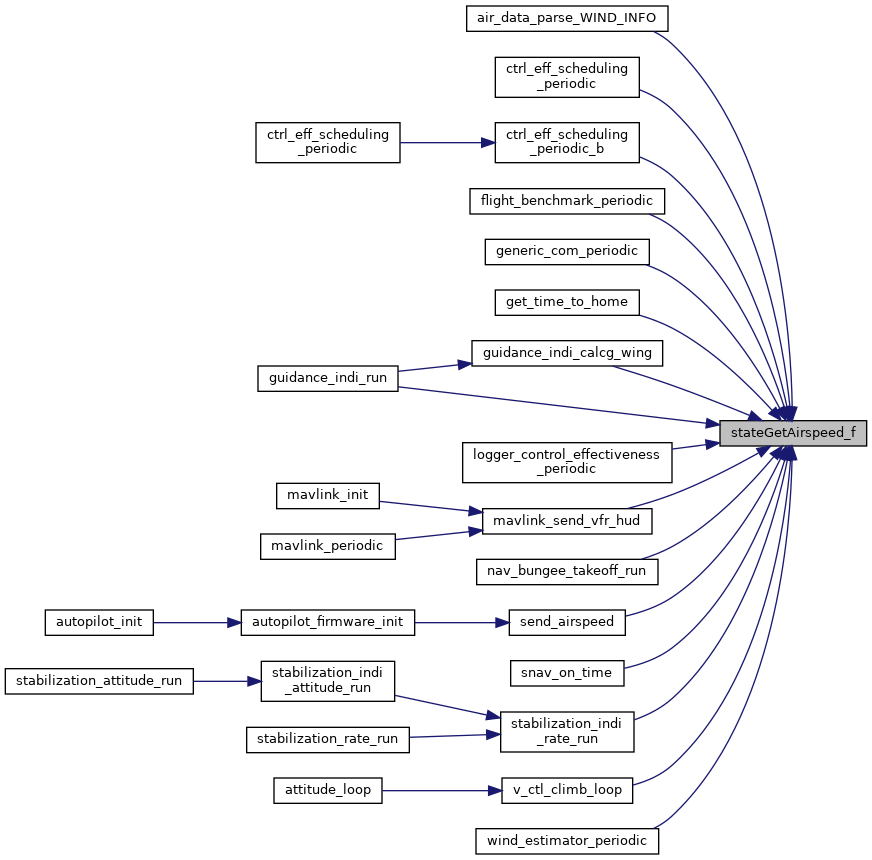 air_data_parse_WIND_INFO
ctrl_eff_scheduling
_periodic
ctrl_eff_scheduling
_periodic
ctrl_eff_scheduling
_periodic_b
flight_benchmark_periodic
generic_com_periodic
get_time_to_home
guidance_indi_calcg_wing
guidance_indi_run
stateGetAirspeed_f
logger_control_effectiveness
_periodic
mavlink_init
mavlink_send_vfr_hud
mavlink_periodic
nav_bungee_takeoff_run
autopilot_init
autopilot_firmware_init
send_airspeed
snav_on_time
stabilization_attitude_run
stabilization_indi
_attitude_run
stabilization_indi
_rate_run
stabilization_rate_run
attitude_loop
v_ctl_climb_loop
wind_estimator_periodic